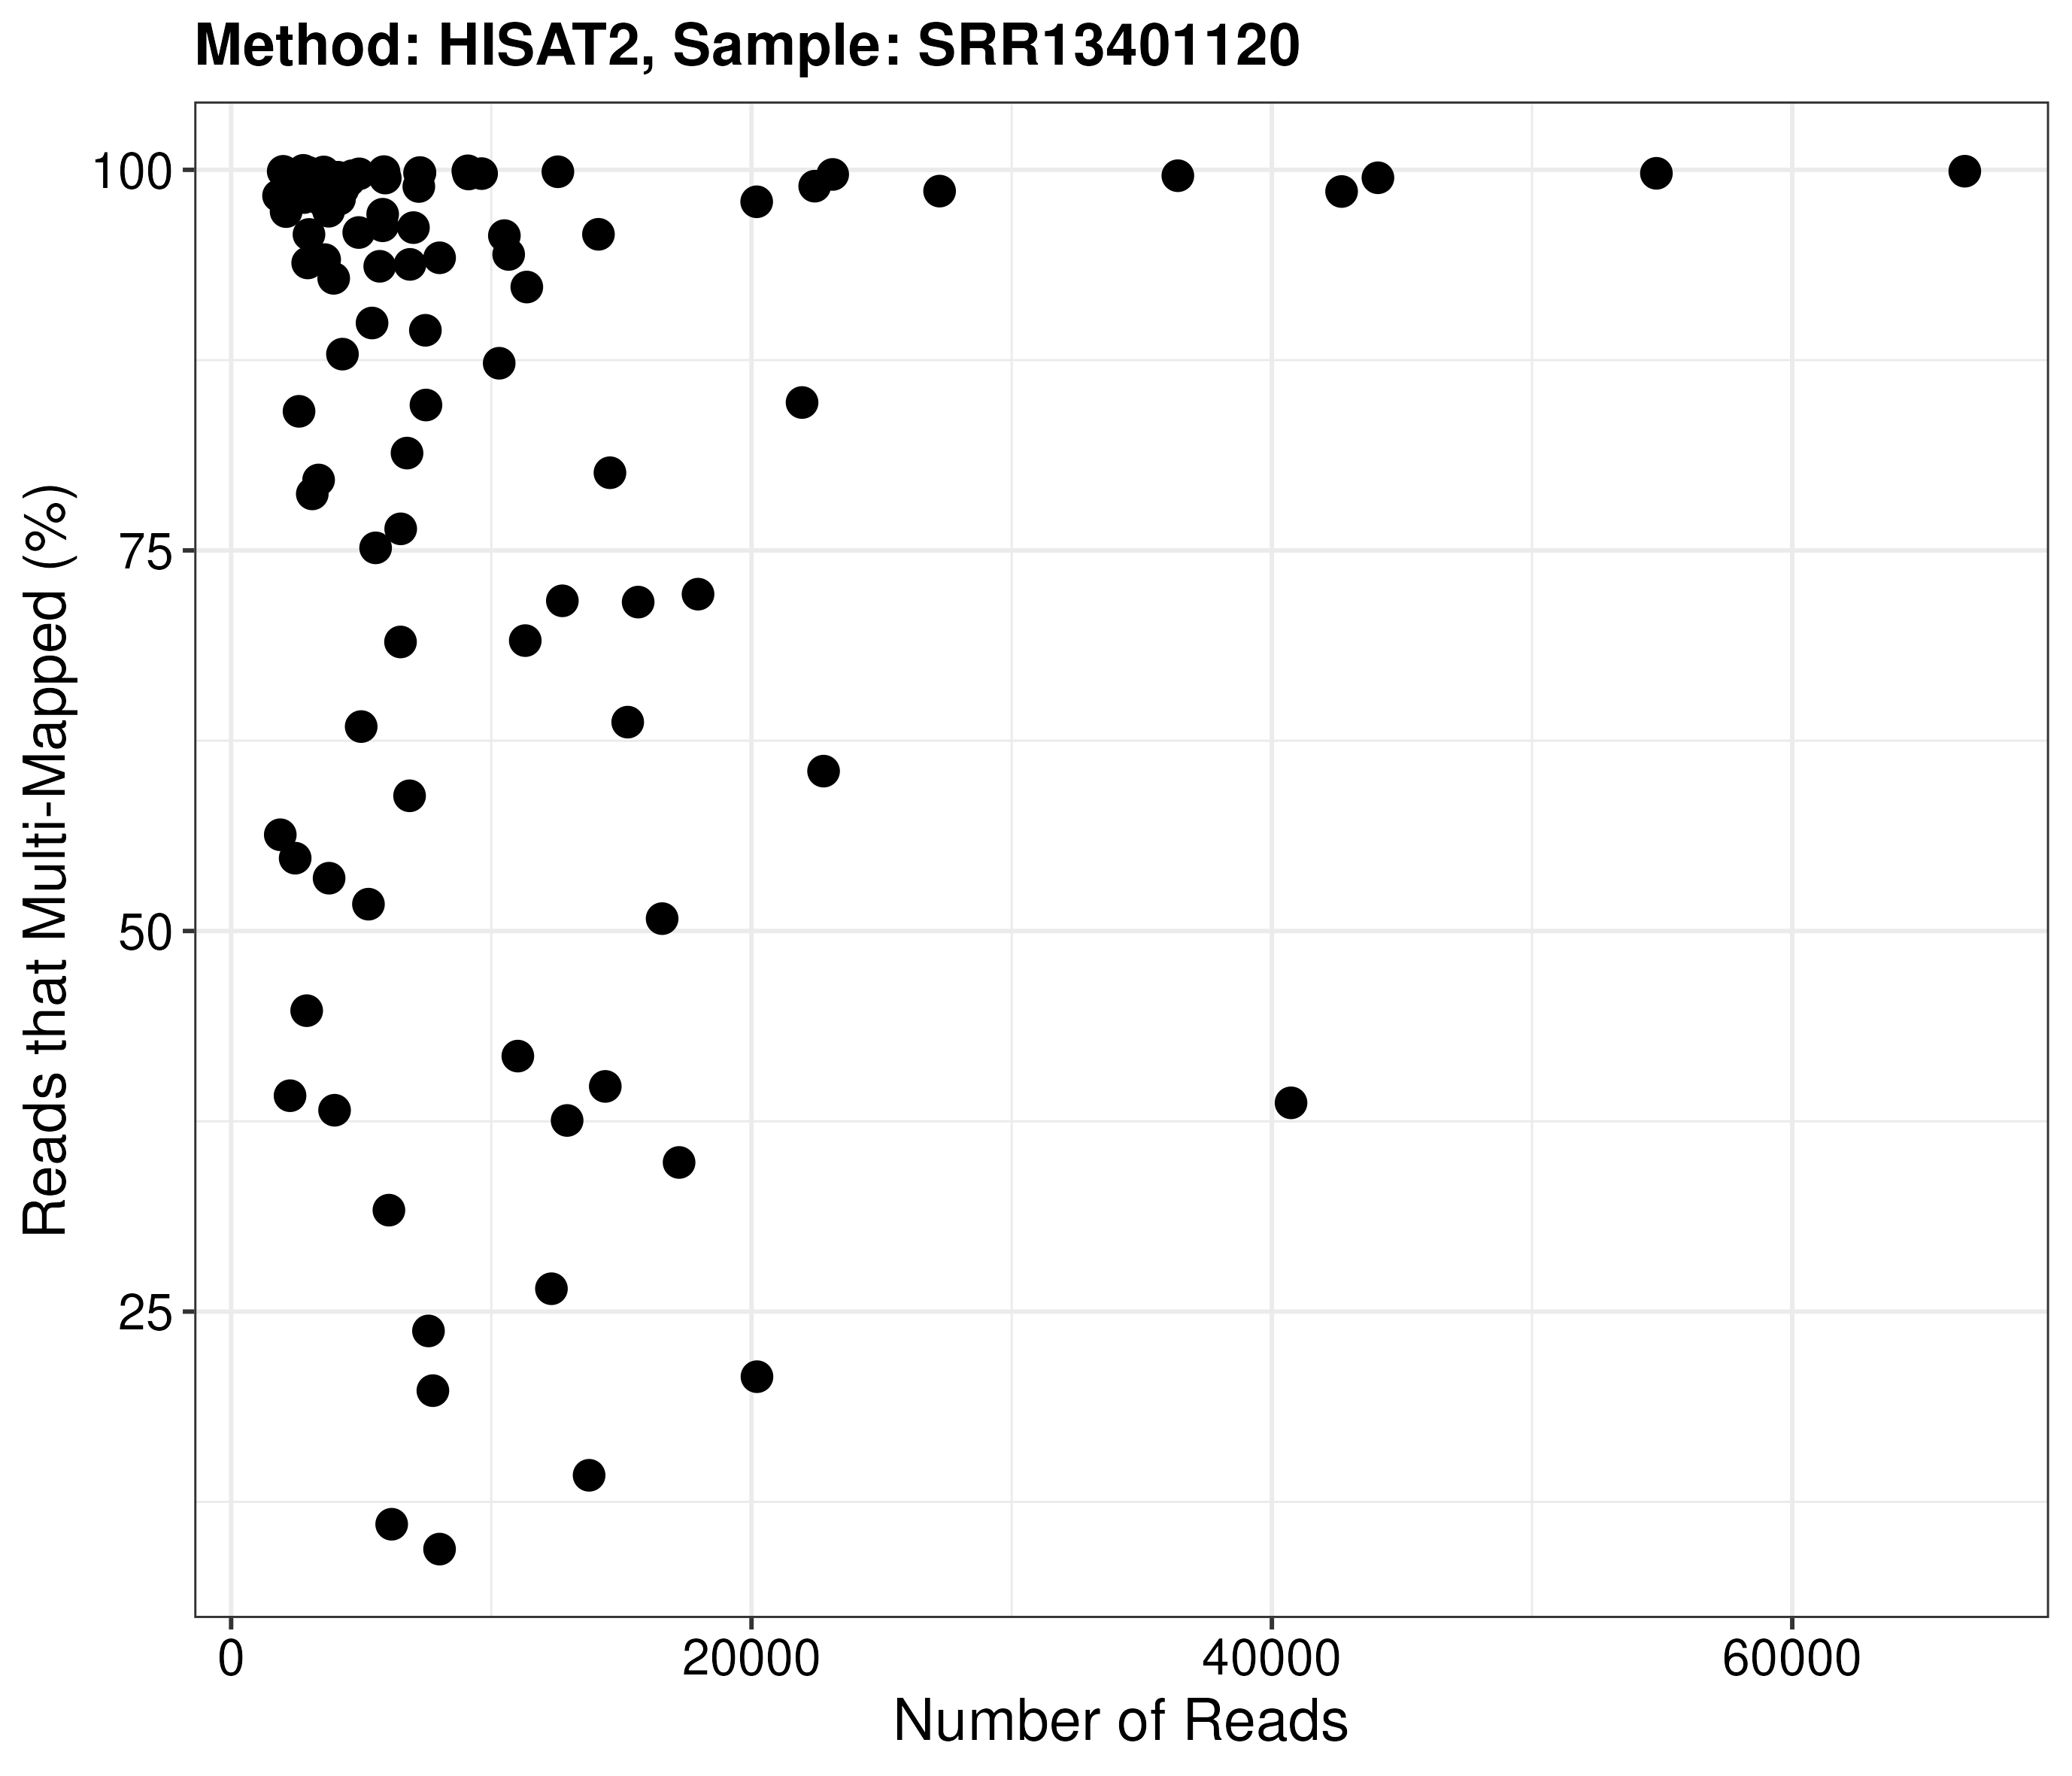 Method: HISAT2, Sample: SRR13401120
Reads that Multi-Mapped (%)
100
75
50
25
0 20000 40000 60000
Number of Reads